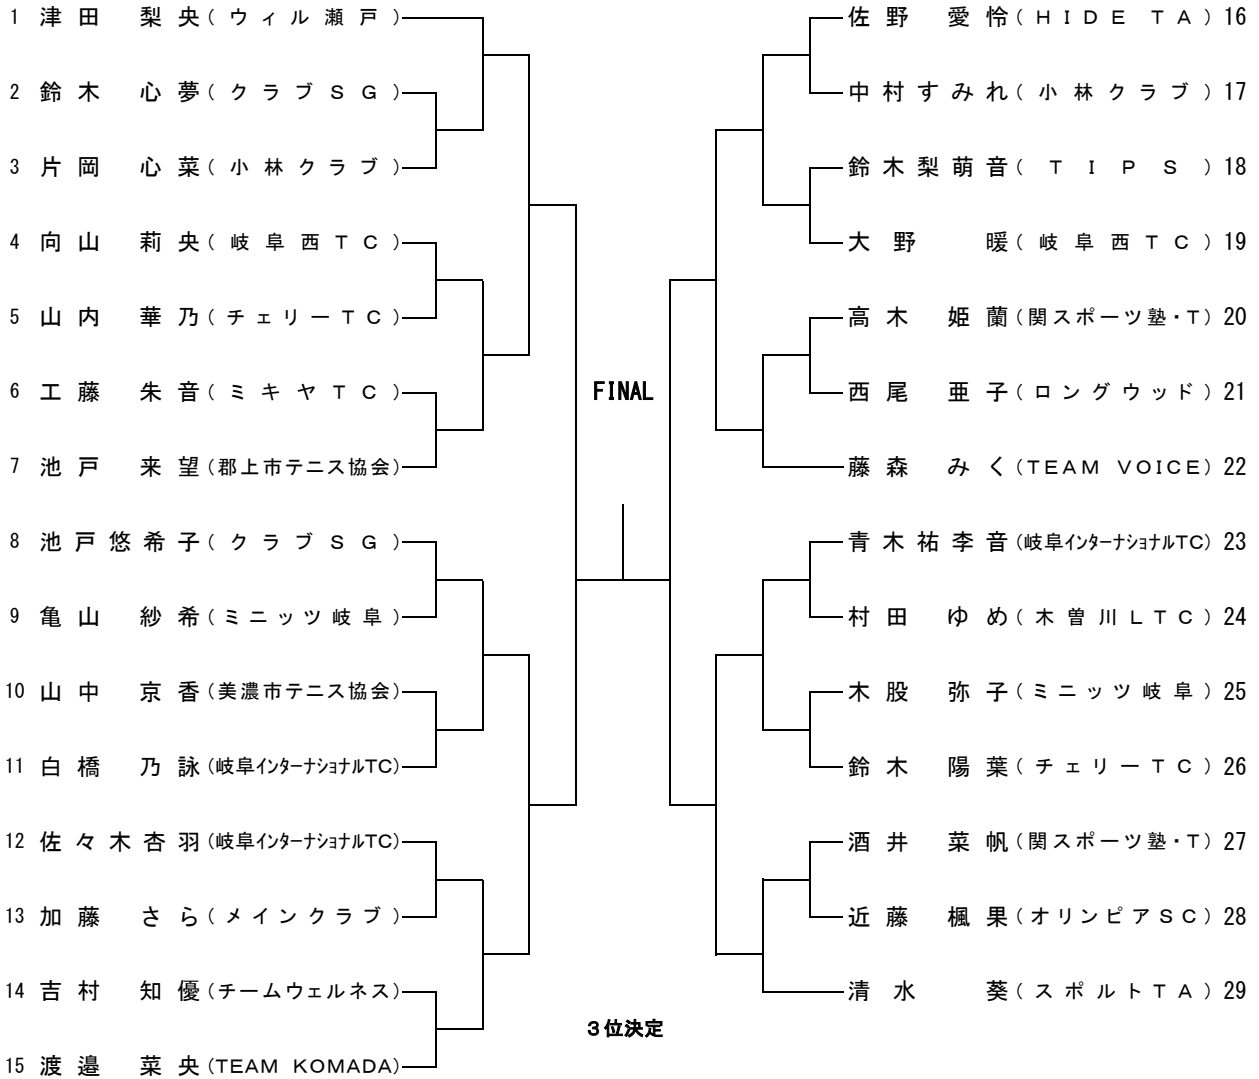 1 津田 梨央(ウィル瀬戸)
2 鈴木 心夢(クラブSG)
3 片岡 心菜(小林クラブ)
4 向山 莉央(岐阜西TC)
5 山内 華乃(チェリーTC)
6 工藤 朱音(ミキヤTC)
7 池戸 来望(郡上市テニス協会)
8 池戸悠希子(クラブSG)
9 亀山 紗希(ミニッツ岐阜)
10 山中 京香(美濃市テニス協会)
11 白橋 乃詠(岐阜インターナショナルTC)
12 佐々木杏羽(岐阜インターナショナルTC)
13 加藤 さら(メインクラブ)
14 吉村 知優(チームウェルネス)
15 渡邉 菜央(TEAM KOMADA)
FINAL
3位決定
佐野 愛怜(HIDE TA) 16
中村すみれ(小林クラブ) 17
鈴木梨萌音(TIPS) 18
大野 暖(岐阜西TC) 19
高木 姫蘭(関スポーツ塾・T) 20
西尾 亜子(ロングウッド) 21
藤森 みく(TEAM VOICE) 22
青木祐李音(岐阜インターナショナルTC) 23
村田 ゆめ(木曽川LTC) 24
木股 弥子(ミニッツ岐阜) 25
鈴木 陽葉(チェリーTC) 26
酒井 菜帆(関スポーツ塾・T) 27
近藤 楓果(オリンピアSC) 28
清水 葵(スポルトTA) 29